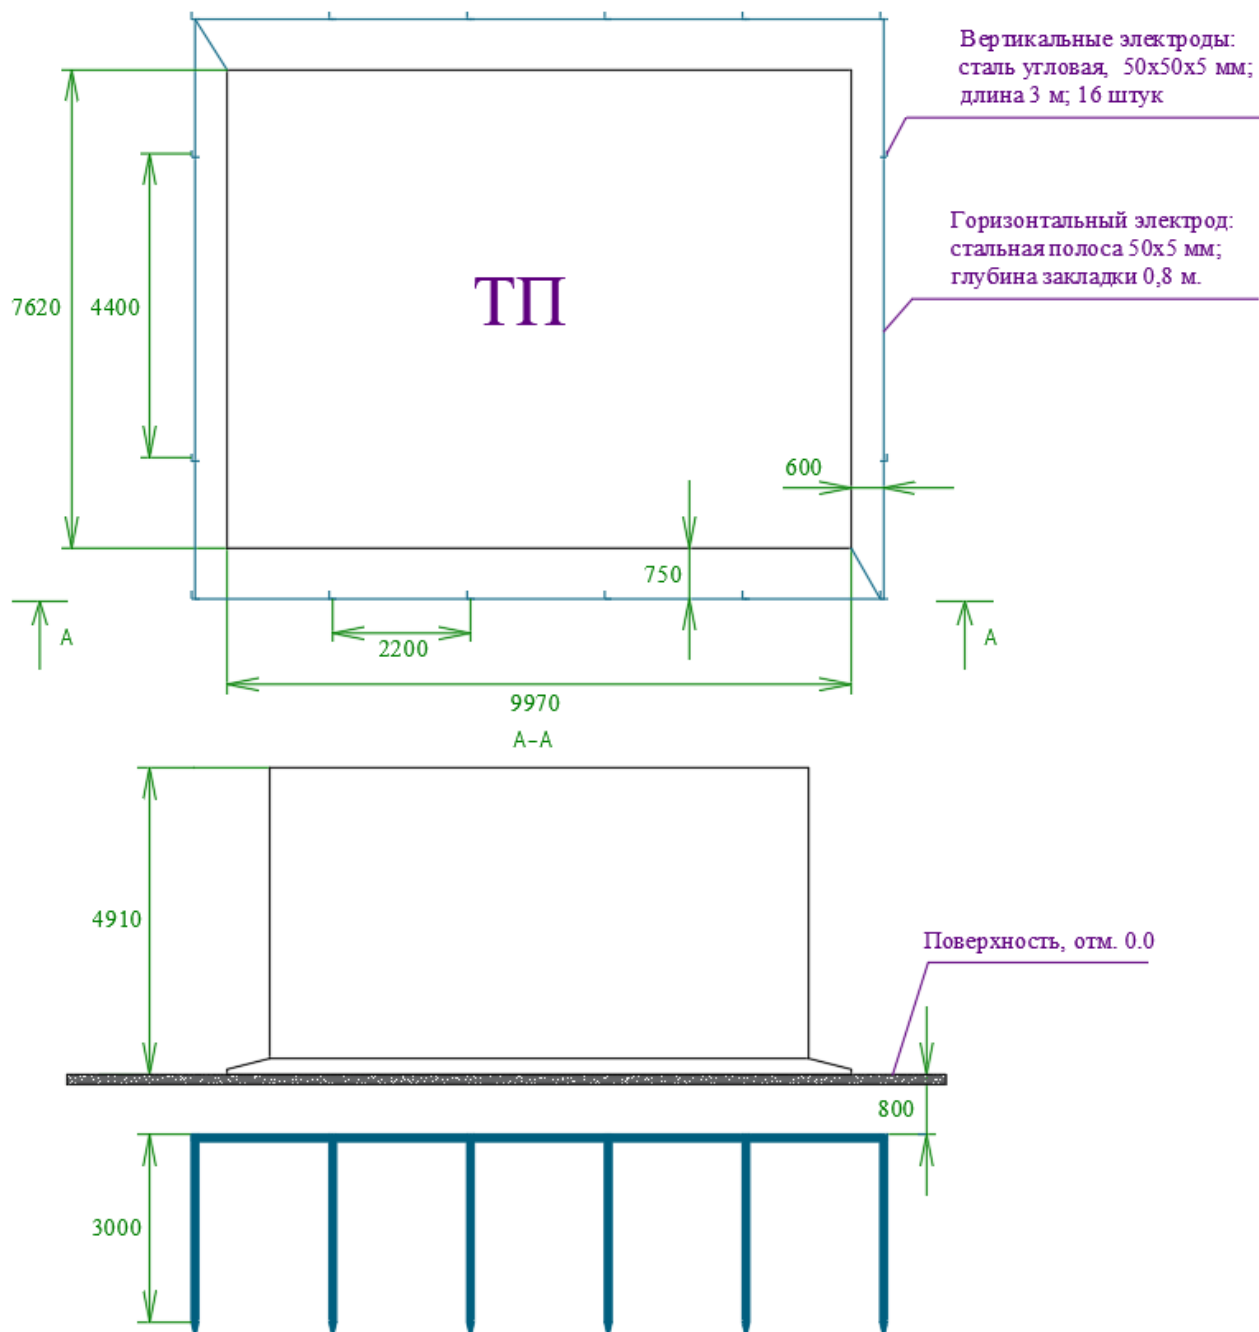 Вертикальные электроды:
сталь угловая, 50х50х5 мм;
длина 3 м; 16 штук
Горизонтальный электрод:
стальная полоса 50х5 мм;
глубина закладки 0,8 м.
ТП
7620
4400
600
750
А
А
2200
9970
А-А
4910
Поверхность, отм. 0.0
800
3000